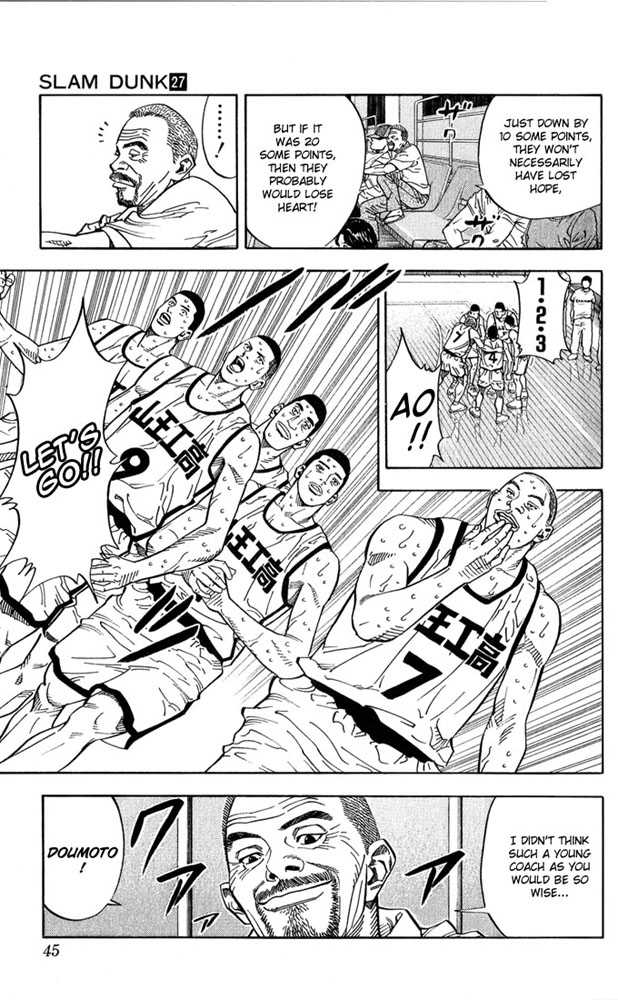 SLAM DUNK 27
JUST DOWN BY
10 SOME POINTS,
THEY WON'T
NECESSARILY
HAVE LOST
HOPE,
BUT IF IT
WAS 20
SOME POINTS,
THEN THEY
PROBABLY
WOULD LOSE
HEART!
1・2・3
7
4
AO
!!
LET'S
GO!!
山王工高
9
王工高
王工高
7
I DIDN'T THINK
SUCH A YOUNG
COACH AS YOU
WOULD BE SO
WISE...
DOUMOTO
!
45